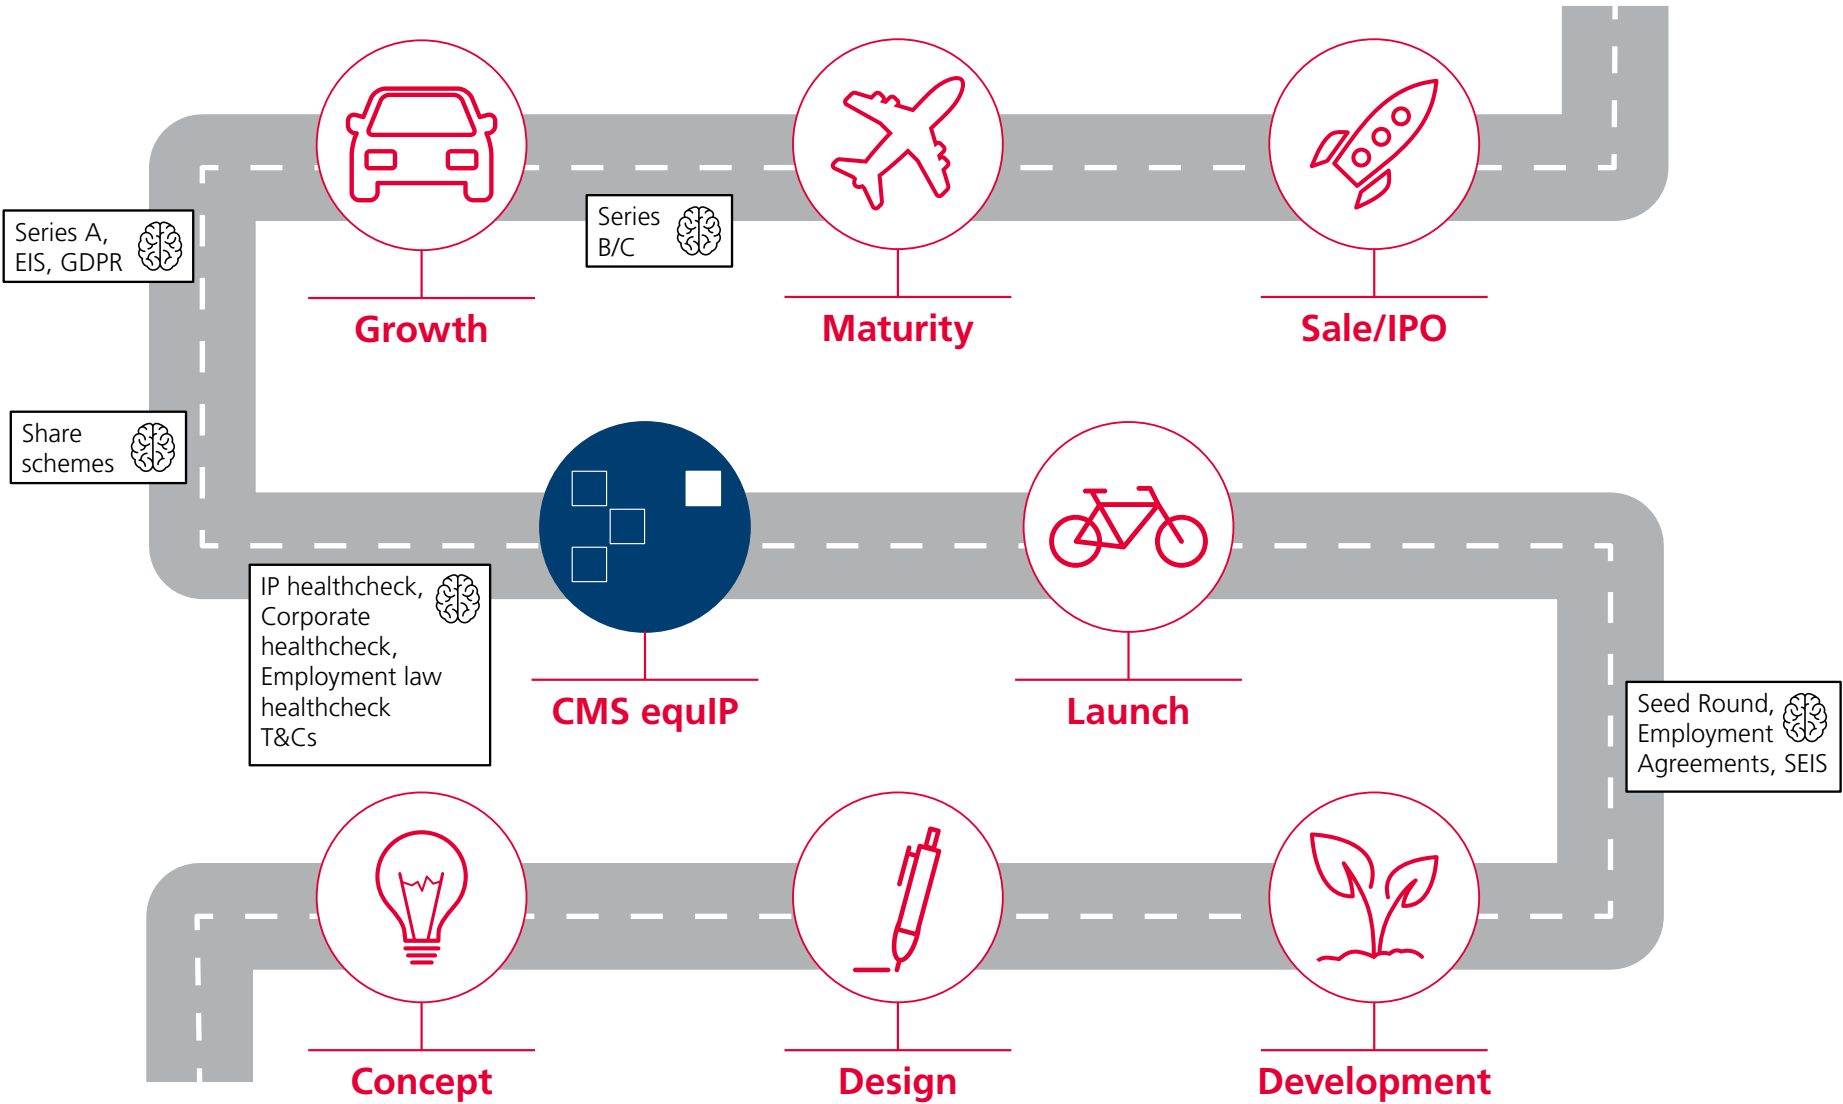 Series A,
EIS, GDPR
Series
B/C
Growth
Maturity
Sale/IPO
Share
schemes
IP healthcheck,
Corporate
healthcheck,
Employment law
healthcheck
T&Cs
CMS equIP
Launch
Seed Round,
Employment
Agreements, SEIS
Concept
Design
Development